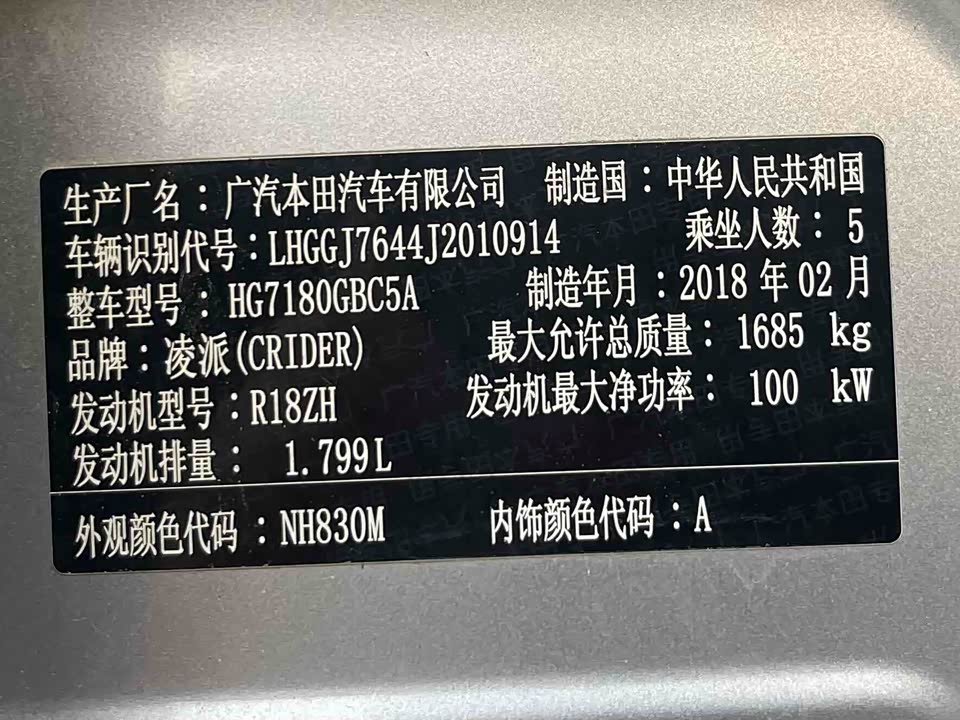 生产厂名：广汽本田汽车有限公司 制造国：中华人民共和国
车辆识别代号：LHGGJ7644J2010914 乘坐人数：5
整车型号：HG7180GBC5A 制造年月：2018 年 02 月
品牌：凌派(CRIDER) 最大允许总质量：1685 kg
发动机型号：R18ZH 发动机最大净功率：100 kW
发动机排量：1.799L
外观颜色代码：NH830M 内饰颜色代码：A